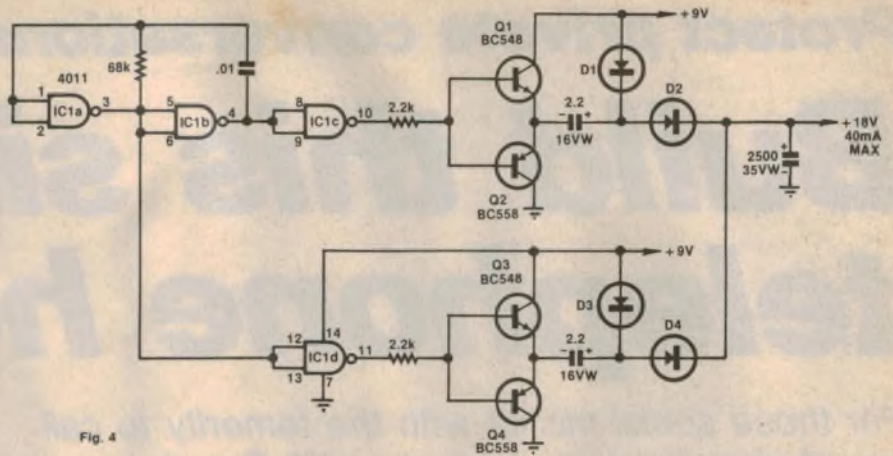 4011
68k
.01
1
2
IC1a
3
5
6
IC1b
4
8
9
IC1c
10
2.2k
Q1
BC548
Q2
BC558
D1
+9V
- 2.2 +
16VW
D2
+18V
40mA
MAX
2500
35VW
+
-
12
13
14
IC1d
7
11
2.2k
Q3
BC548
Q4
BC558
D3
+9V
- 2.2 +
16VW
D4
Fig. 4